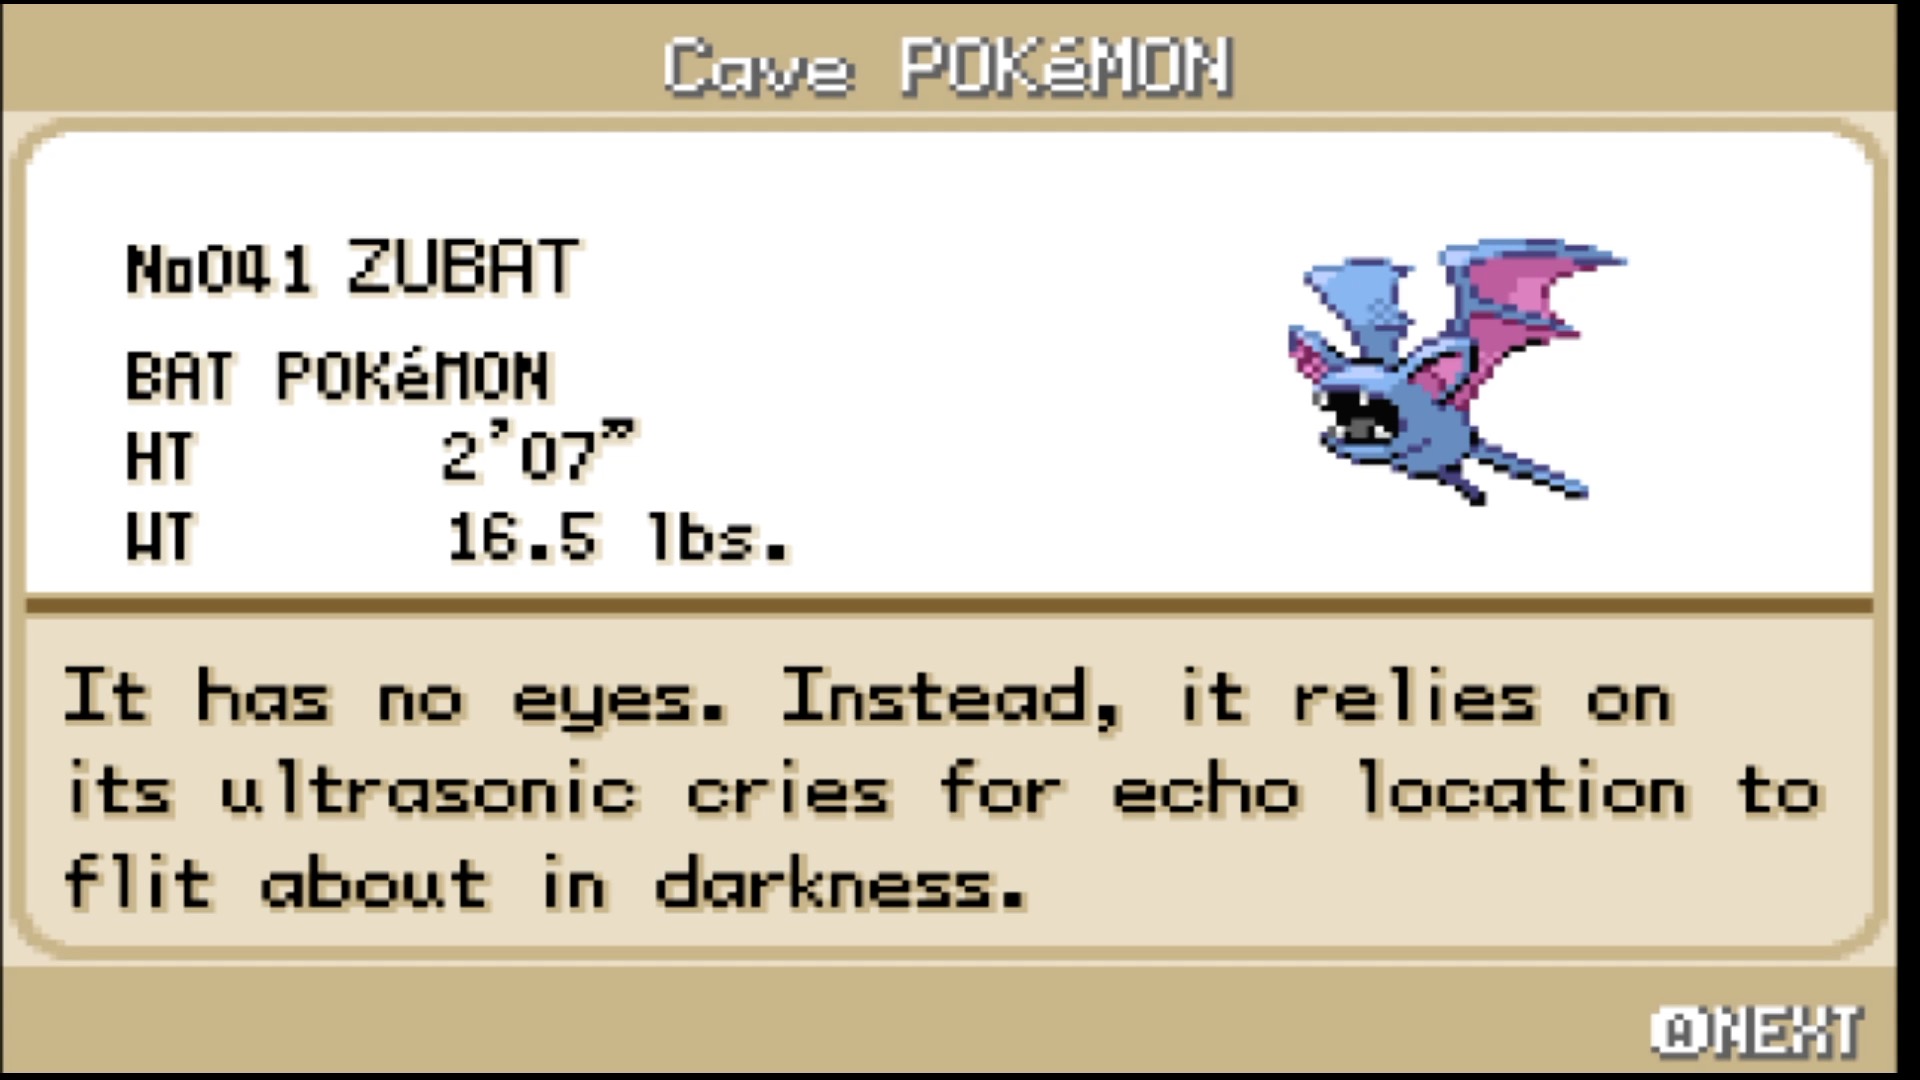 Cave POKéMON
No041 ZUBAT
BAT POKéMON
HT 2'07"
WT 16.5 lbs.
It has no eyes. Instead, it relies on
its ultrasonic cries for echo location to
flit about in darkness.
A NEXT